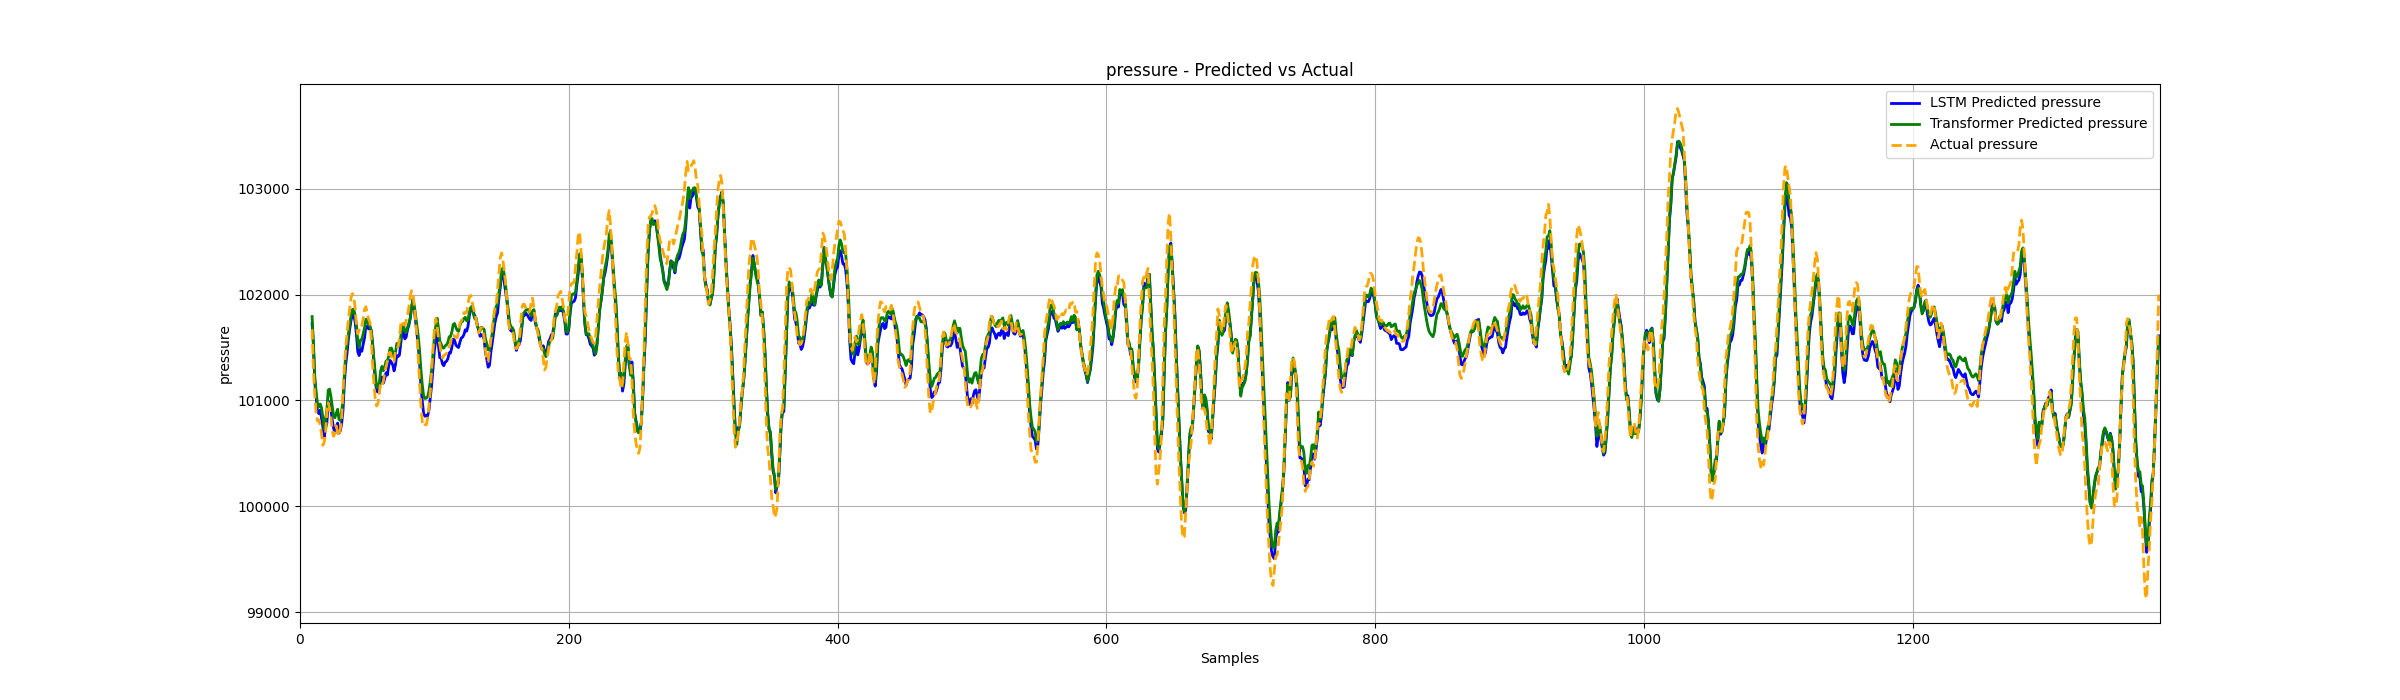 pressure - Predicted vs Actual
LSTM Predicted pressure
Transformer Predicted pressure
Actual pressure
pressure
103000
102000
101000
100000
99000
0
200
400
600
800
1000
1200
Samples